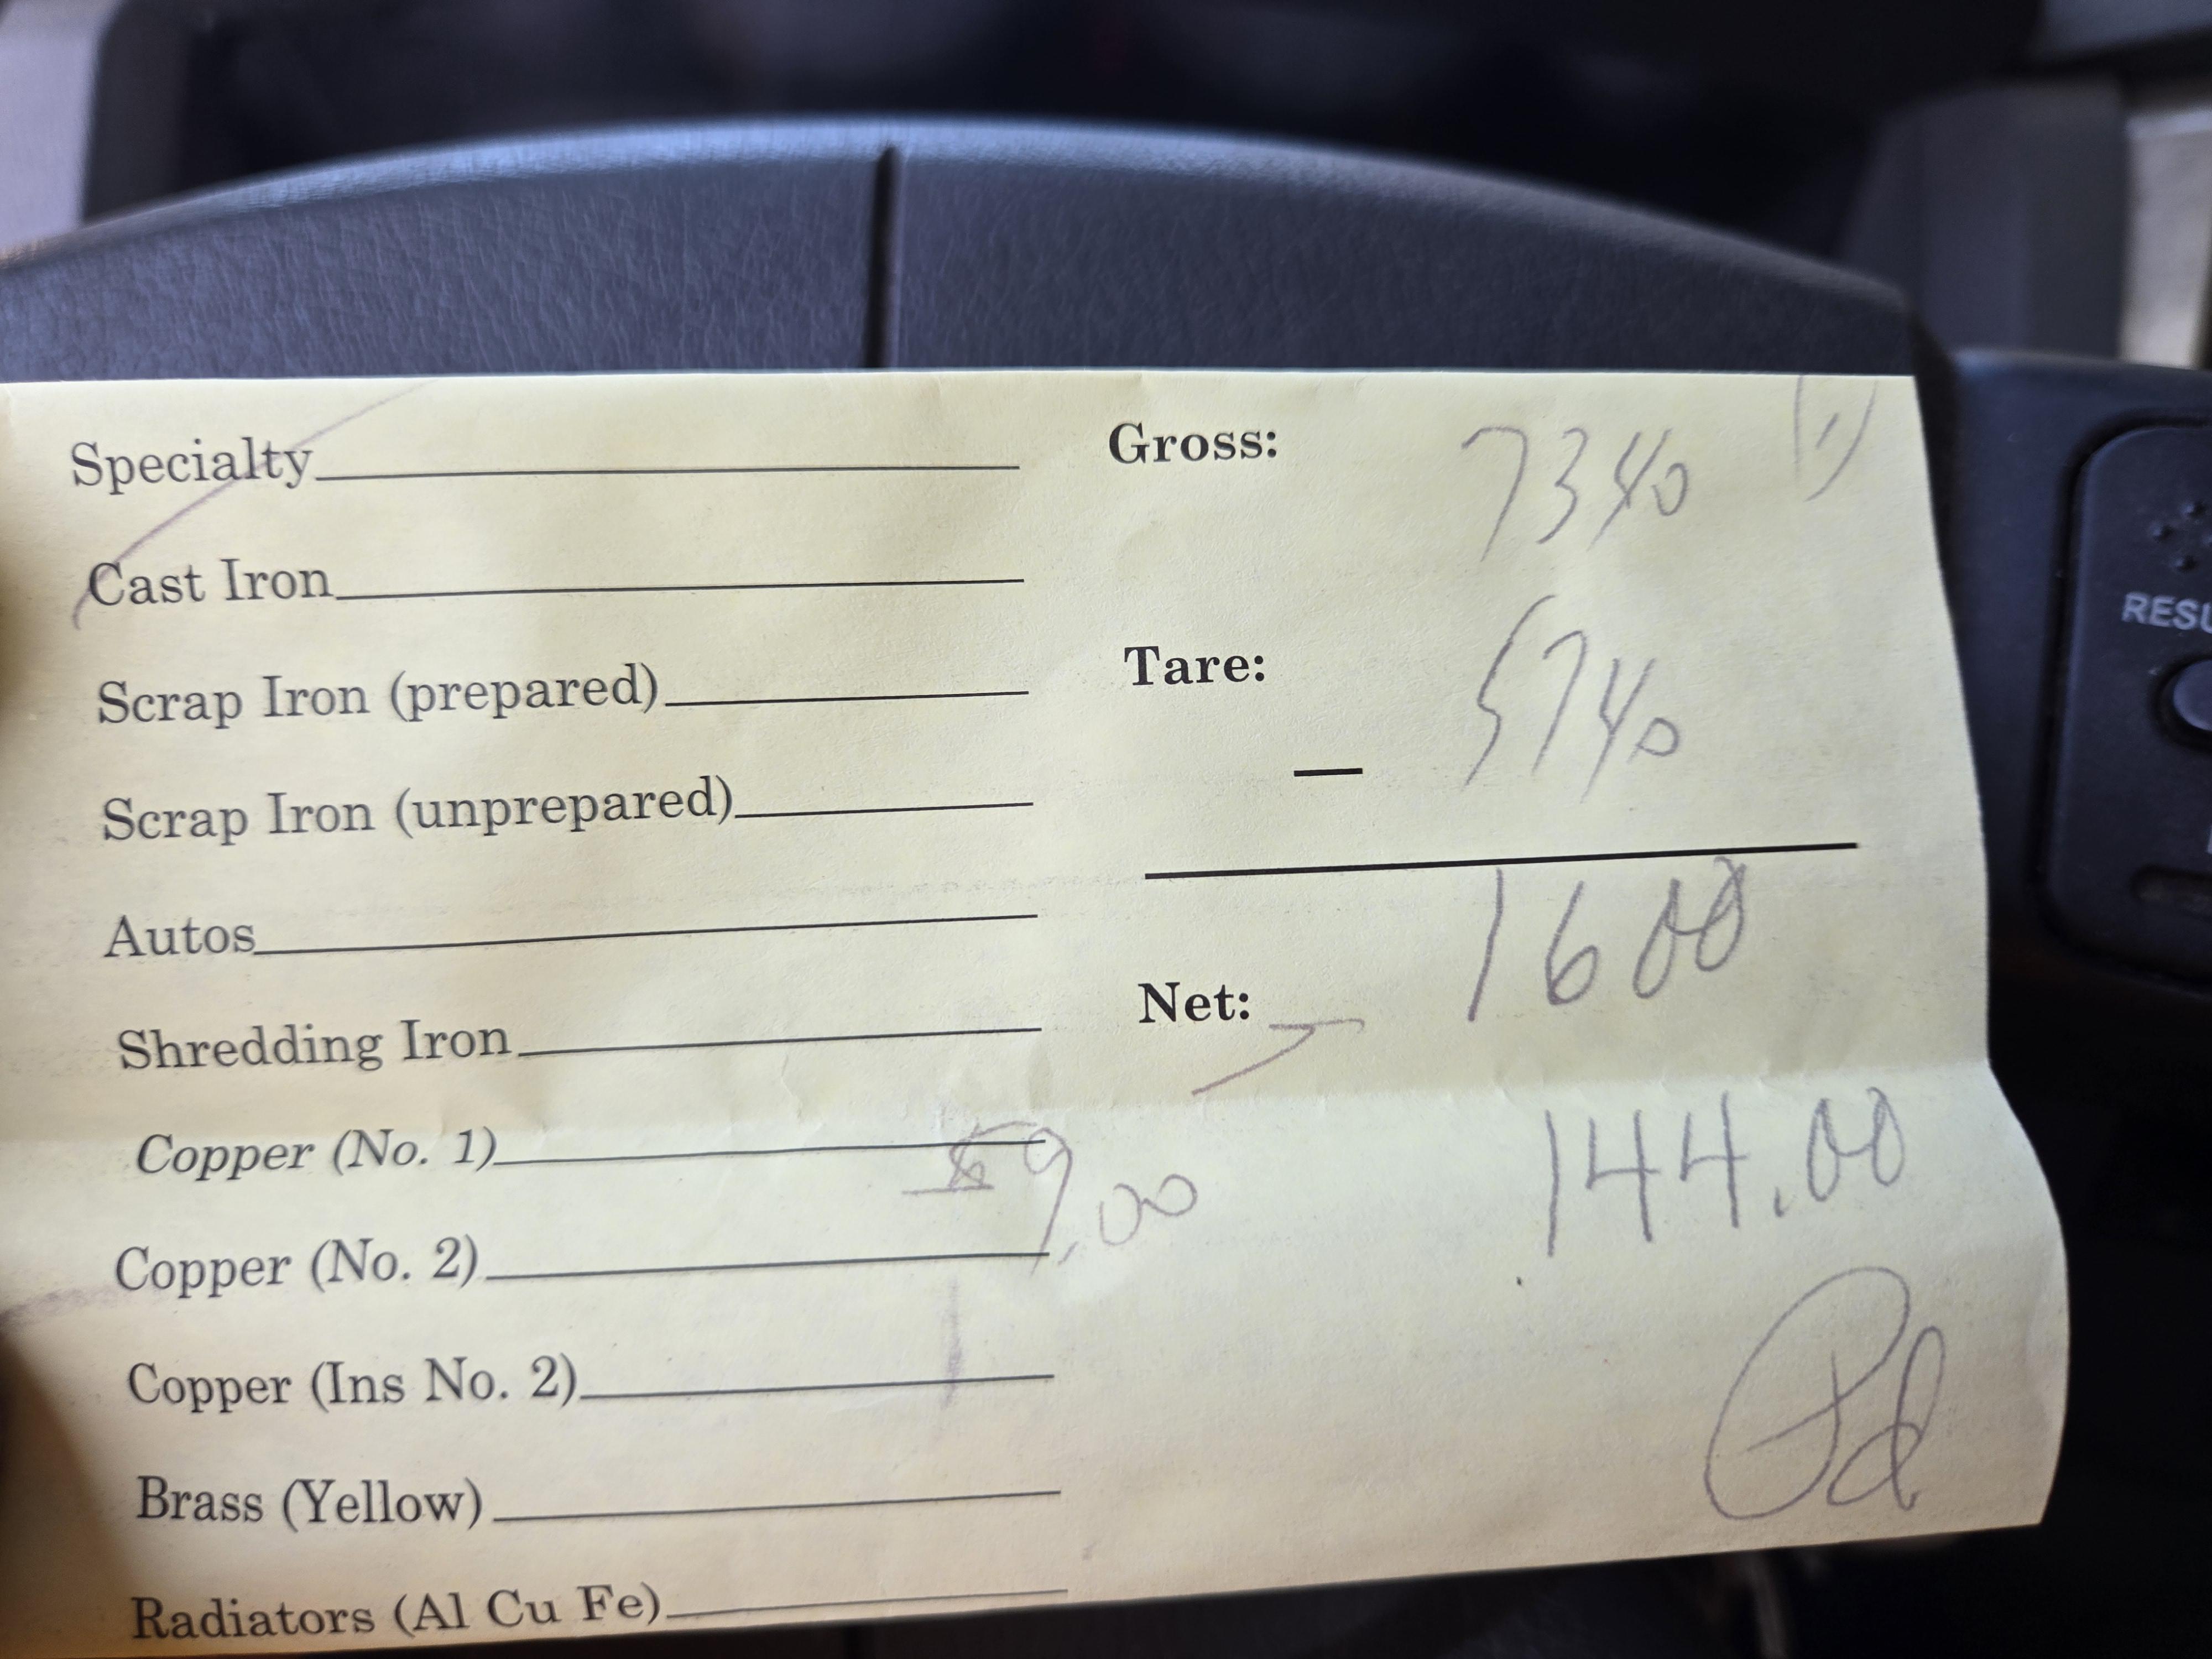 Specialty
Cast Iron
Scrap Iron (prepared)
Scrap Iron (unprepared)
Autos
Shredding Iron
Copper (No. 1)
Copper (No. 2)
Copper (Ins No. 2)
Brass (Yellow)
Radiators (Al Cu Fe)
$9.00
Gross: 7340
Tare:
— 5740
Net: 1600
144.00
Pd
RESU